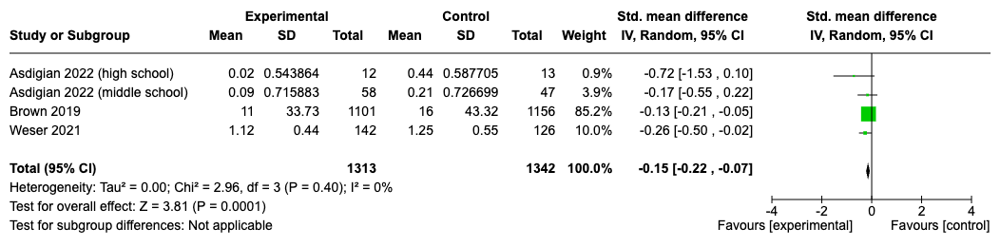 Experimental Control Std. mean difference Std. mean difference
Study or Subgroup Mean SD Total Mean SD Total Weight IV, Random, 95% CI IV, Random, 95% CI
Asdigian 2022 (high school) 0.02 0.543864 12 0.44 0.587705 13 0.9% -0.72 [-1.53 , 0.10]
Asdigian 2022 (middle school) 0.09 0.715883 58 0.21 0.726699 47 3.9% -0.17 [-0.55 , 0.22]
Brown 2019 11 33.73 1101 16 43.32 1156 85.2% -0.13 [-0.21 , -0.05]
Weser 2021 1.12 0.44 142 1.25 0.55 126 10.0% -0.26 [-0.50 , -0.02]
Total (95% CI) 1313 1342 100.0% -0.15 [-0.22 , -0.07]
Heterogeneity: Tau² = 0.00; Chi² = 2.96, df = 3 (P = 0.40); I² = 0%
Test for overall effect: Z = 3.81 (P = 0.0001) -4 -2 0 2 4
Test for subgroup differences: Not applicable Favours [experimental] Favours [control]